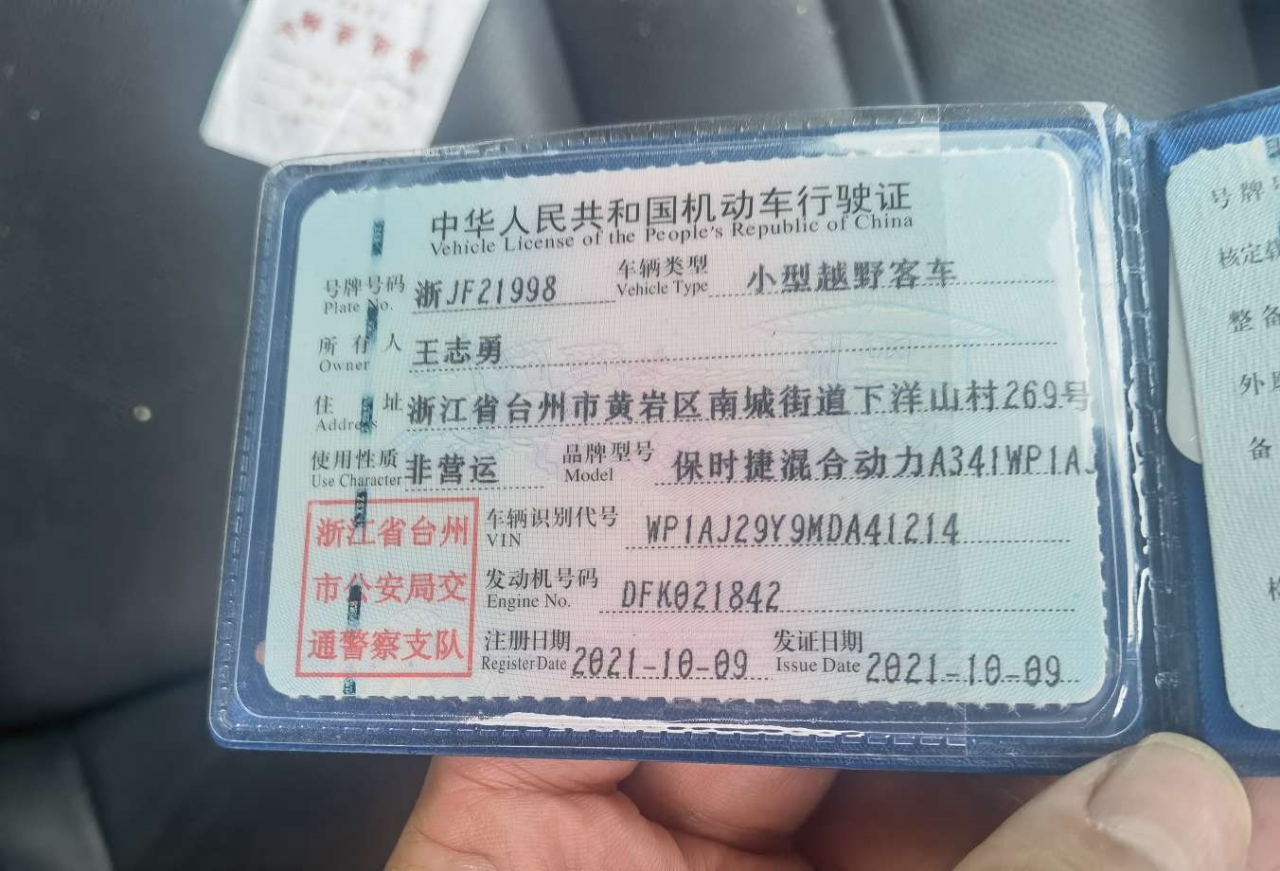 中华人民共和国机动车行驶证
Vehicle License of the People's Republic of China
号牌号码 浙JF21998 车辆类型 小型越野客车
Plate No. Vehicle Type
所有人 王志勇
Owner
住址 浙江省台州市黄岩区南城街道下洋山村269号
Address
使用性质 非营运 品牌型号 保时捷混合动力A341WP1AJ
Use Character Model
浙江省台州
市公安局交
通警察支队
车辆识别代号 WP1AJ29Y9MDA41214
VIN
发动机号码 DFK021842
Engine No.
注册日期 2021-10-09 发证日期 2021-10-09
Register Date Issue Date
号牌
核定载
整备
外
备